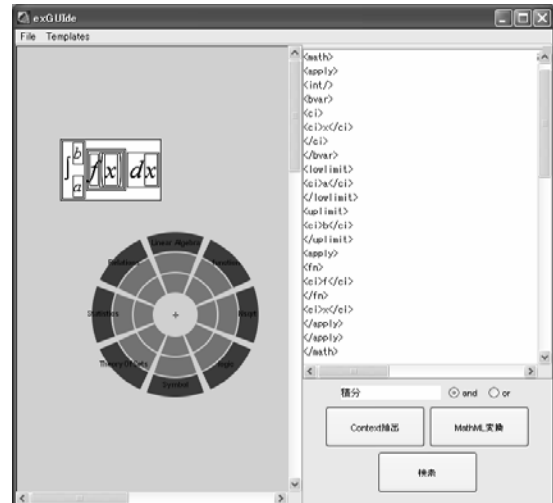 exGUIde
File Templates
∫ b a f(x) dx
Linear Algebra
Functions
Logic
Symbol
Theory Of Sets
Statistics
Relations
<math>
<apply>
<int/>
<bvar>
<ci>
<ci>x</ci>
</ci>
</bvar>
<lowlimit>
<ci>a</ci>
</lowlimit>
<uplimit>
<ci>b</ci>
</uplimit>
<apply>
<fn>
<ci>f</ci>
</fn>
<ci>x</ci>
</apply>
</apply>
</math>
積分 and or
Context抽出 MathML変換
検索